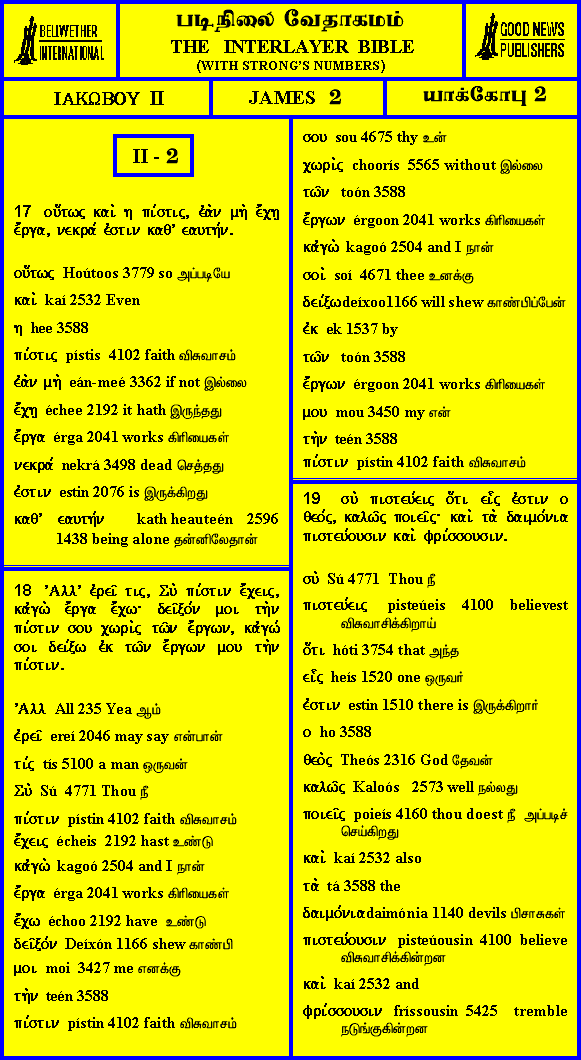 BELLWETHER
INTERNATIONAL
படிநிலை வேதாகமம்
THE INTERLAYER BIBLE
(WITH STRONG'S NUMBERS)
GOOD NEWS
PUBLISHERS
ΙΑΚΩΒΟΥ II
JAMES 2
யாக்கோபு 2
II - 2
17 οὕτως καὶ η πίστις, ἐὰν μὴ ἔχῃ
ἔργα, νεκρά ἐστιν καθ’ εαυτήν.
οὕτως Hoútoos 3779 so அப்படியே
καὶ kaí 2532 Even
η hee 3588
πίστις pístis 4102 faith விசுவாசம்
ἐὰν μὴ eán-meé 3362 if not இல்லை
ἔχῃ échee 2192 it hath இருந்தது
ἔργα érga 2041 works கிரியைகள்
νεκρά nekrá 3498 dead செத்தது
ἐστιν estin 2076 is இருக்கிறது
καθ’ εαυτήν kath heauteén 2596
1438 being alone தன்னிலேதான்
18 ’Αλλ’ ἐρεῖ τις, Σὺ πίστιν ἔχεις,
κἀγὼ ἔργα ἔχω· δεῖξόν μοι τὴν
πίστιν σου χωρὶς τῶν ἔργων, κἀγώ
σοι δείξω ἐκ τῶν ἔργων μου τὴν
πίστιν.
’Αλλ All 235 Yea ஆம்
ἐρεῖ ereí 2046 may say என்பான்
τίς tís 5100 a man ஒருவன்
Σὺ Sú 4771 Thou நீ
πίστιν pístin 4102 faith விசுவாசம்
ἔχεις écheis 2192 hast உண்டு
κἀγὼ kagoó 2504 and I நான்
ἔργα érga 2041 works கிரியைகள்
ἔχω échoo 2192 have உண்டு
δεῖξόν Deíxón 1166 shew காண்பி
μοι moi 3427 me எனக்கு
τὴν teén 3588
πίστιν pístin 4102 faith விசுவாசம்
σου sou 4675 thy உன்
χωρὶς choorís 5565 without இல்லை
τῶν toón 3588
ἔργων érgoon 2041 works கிரியைகள்
κἀγὼ kagoó 2504 and I நான்
σοὶ soí 4671 thee உனக்கு
δείξω deíxoo1166 will shew காண்பிப்பேன்
ἐκ ek 1537 by
τῶν toón 3588
ἔργων érgoon 2041 works கிரியைகள்
μου mou 3450 my என்
τὴν teén 3588
πίστιν pístin 4102 faith விசுவாசம்
19 σὺ πιστεύεις ὅτι εἷς ἐστιν ο
θεός, καλῶς ποιεῖς· καὶ τὰ δαιμόνια
πιστεύουσιν καὶ φρίσσουσιν.
σὺ Sú 4771 Thou நீ
πιστεύεις pisteúeis 4100 believest
விசுவாசிக்கிறாய்
ὅτι hóti 3754 that அந்த
εἷς heís 1520 one ஒருவர்
ἐστιν estin 1510 there is இருக்கிறார்
ο ho 3588
θεὸς Theós 2316 God தேவன்
καλῶς Kaloós 2573 well நல்லது
ποιεῖς poieís 4160 thou doest நீ அப்படிச்
செய்கிறது
καὶ kaí 2532 also
τὰ tá 3588 the
δαιμόνια daimónia 1140 devils பிசாசுகள்
πιστεύουσιν pisteúousin 4100 believe
விசுவாசிக்கின்றன
καὶ kaí 2532 and
φρίσσουσιν fríssousin 5425 tremble
நடுங்குகின்றன